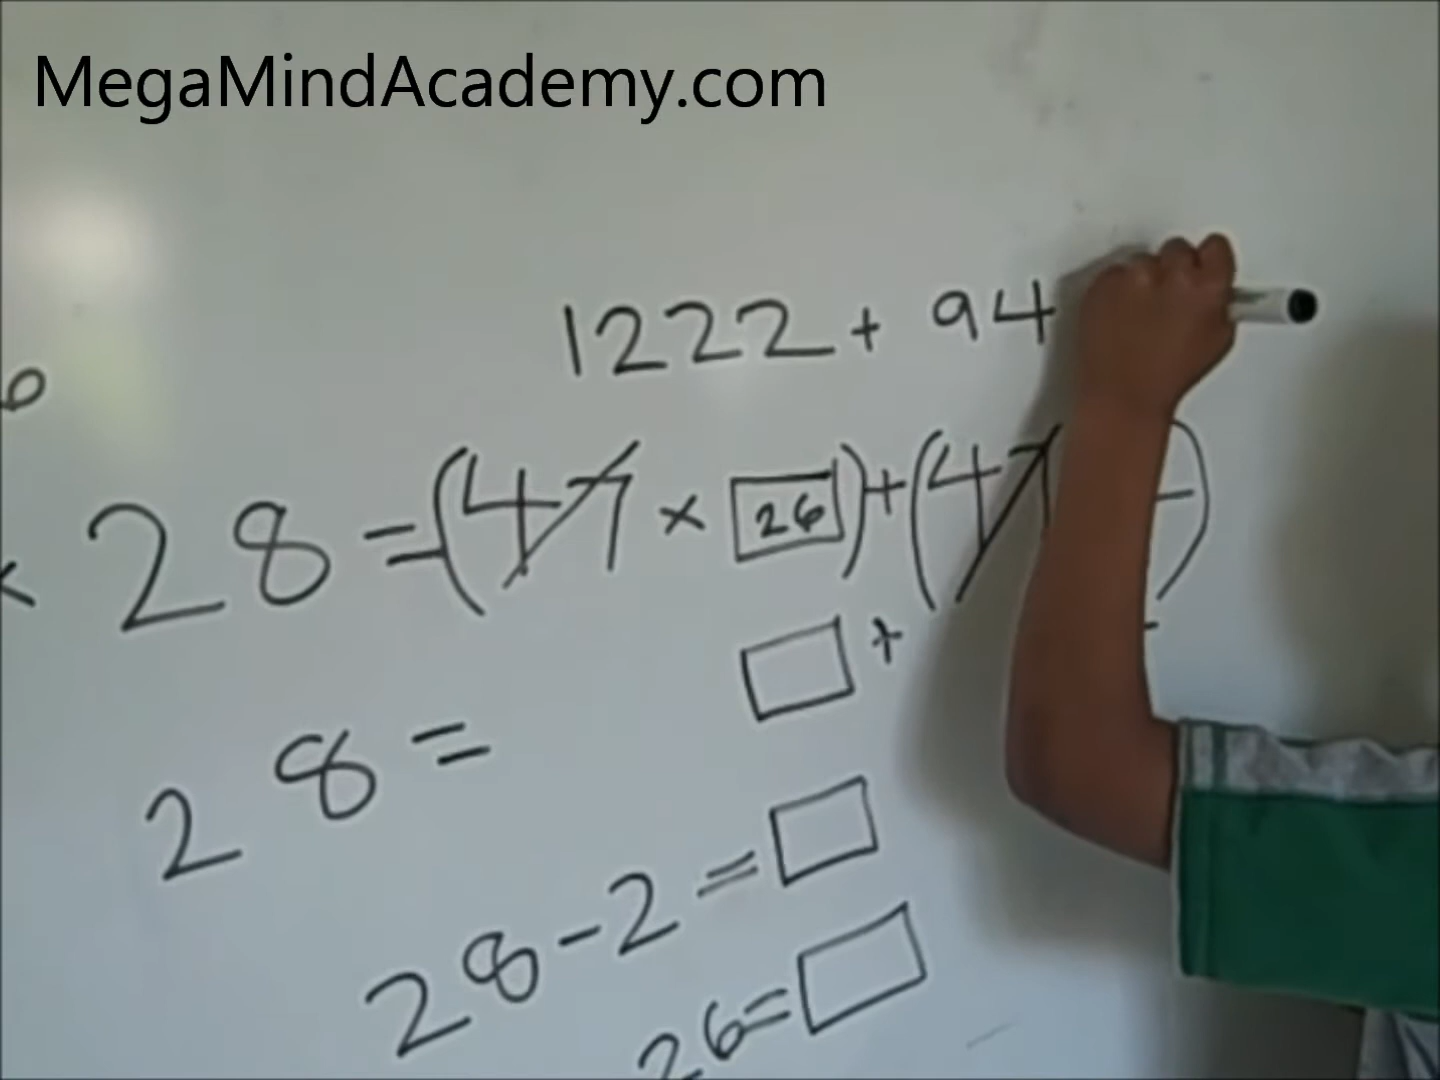 MegaMindAcademy.com
1222 + 94
× 28 = (47 × 26) + (47
□ +
28 =
28 - 2 = □
26 = □